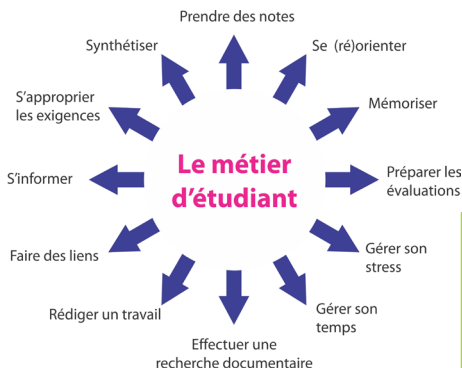 Prendre des notes
Synthétiser
Se (ré)orienter
S'approprier
les exigences
Mémoriser
Le métier
d'étudiant
S'informer
Préparer les
évaluations
Faire des liens
Gérer son
stress
Rédiger un travail
Gérer son
temps
Effectuer une
recherche documentaire